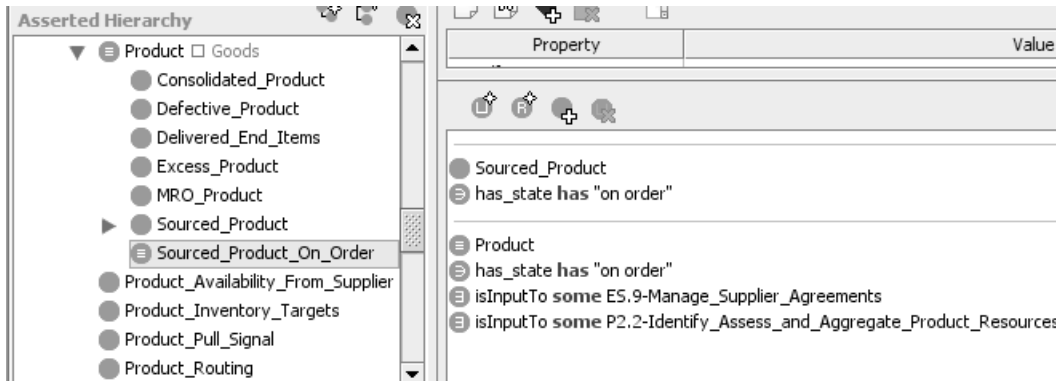 Asserted Hierarchy
Product Goods
Consolidated_Product
Defective_Product
Delivered_End_Items
Excess_Product
MRO_Product
Sourced_Product
Sourced_Product_On_Order
Product_Availability_From_Supplier
Product_Inventory_Targets
Product_Pull_Signal
Product_Routing
Property Value
Sourced_Product
has_state has "on order"
Product
has_state has "on order"
isInputTo some ES.9-Manage_Supplier_Agreements
isInputTo some P2.2-Identify_Assess_and_Aggregate_Product_Resources